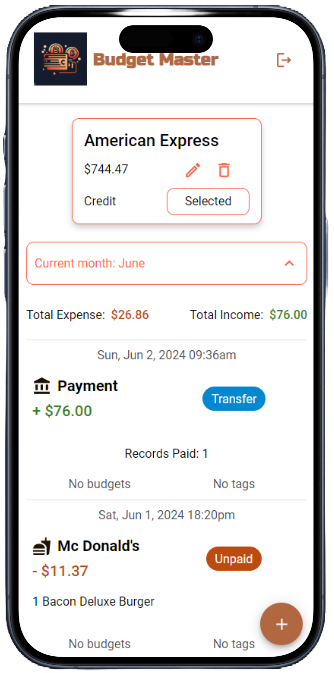 Budget Master
American Express
$744.47
Credit Selected
Current month: June
Total Expense: $26.86 Total Income: $76.00
Sun, Jun 2, 2024 09:36am
Payment
+ $76.00 Transfer
Records Paid: 1
No budgets No tags
Sat, Jun 1, 2024 18:20pm
Mc Donald's
- $11.37 Unpaid
1 Bacon Deluxe Burger
+
No budgets No tags